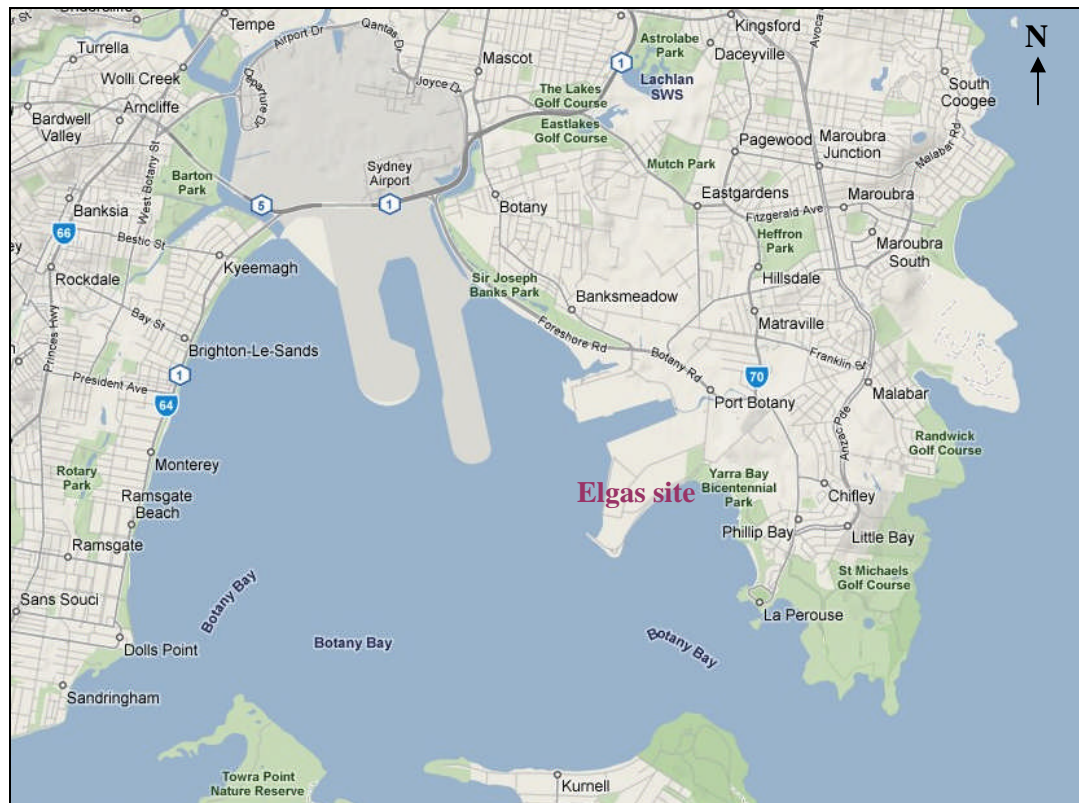 Tempe
Qantas Dr
Airport Dr
Turrella
Wolli Creek
Departure Dr
Arncliffe
Bardwell
Valley
Mascot
Joyce Dr
Astrolabe
Park
Kingsford
Daceyville
Avoca
N
1
Lachlan
SWS
The Lakes
Golf Course
Eastlakes
Golf Course
South
Coogee
Pagewood
Maroubra
Junction
Malabar Rd
Mutch Park
West Botany St
Barton
Park
Sydney
Airport
5
1
Banksia
66
Bestic St
Botany
Eastgardens
Fitzgerald Ave
Maroubra
Heffron
Park
Maroubra
South
Kyeemagh
Rockdale
Sir Joseph
Banks Park
Banksmeadow
Hillsdale
Princes Hwy
Bay St
Brighton-Le-Sands
Foreshore Rd
Botany Rd
Matraville
Franklin St
President Ave
1
64
70
Port Botany
Malabar
Anzac Pde
Randwick
Golf Course
Monterey
Rotary
Park
Ramsgate
Beach
Elgas site
Yarra Bay
Bicentennial
Park
Chifley
Phillip Bay
Little Bay
Ramsgate
St Michaels
Golf Course
Sans Souci
Botany Bay
La Perouse
Dolls Point
Botany Bay
Botany Bay
Sandringham
Towra Point
Nature Reserve
Kurnell